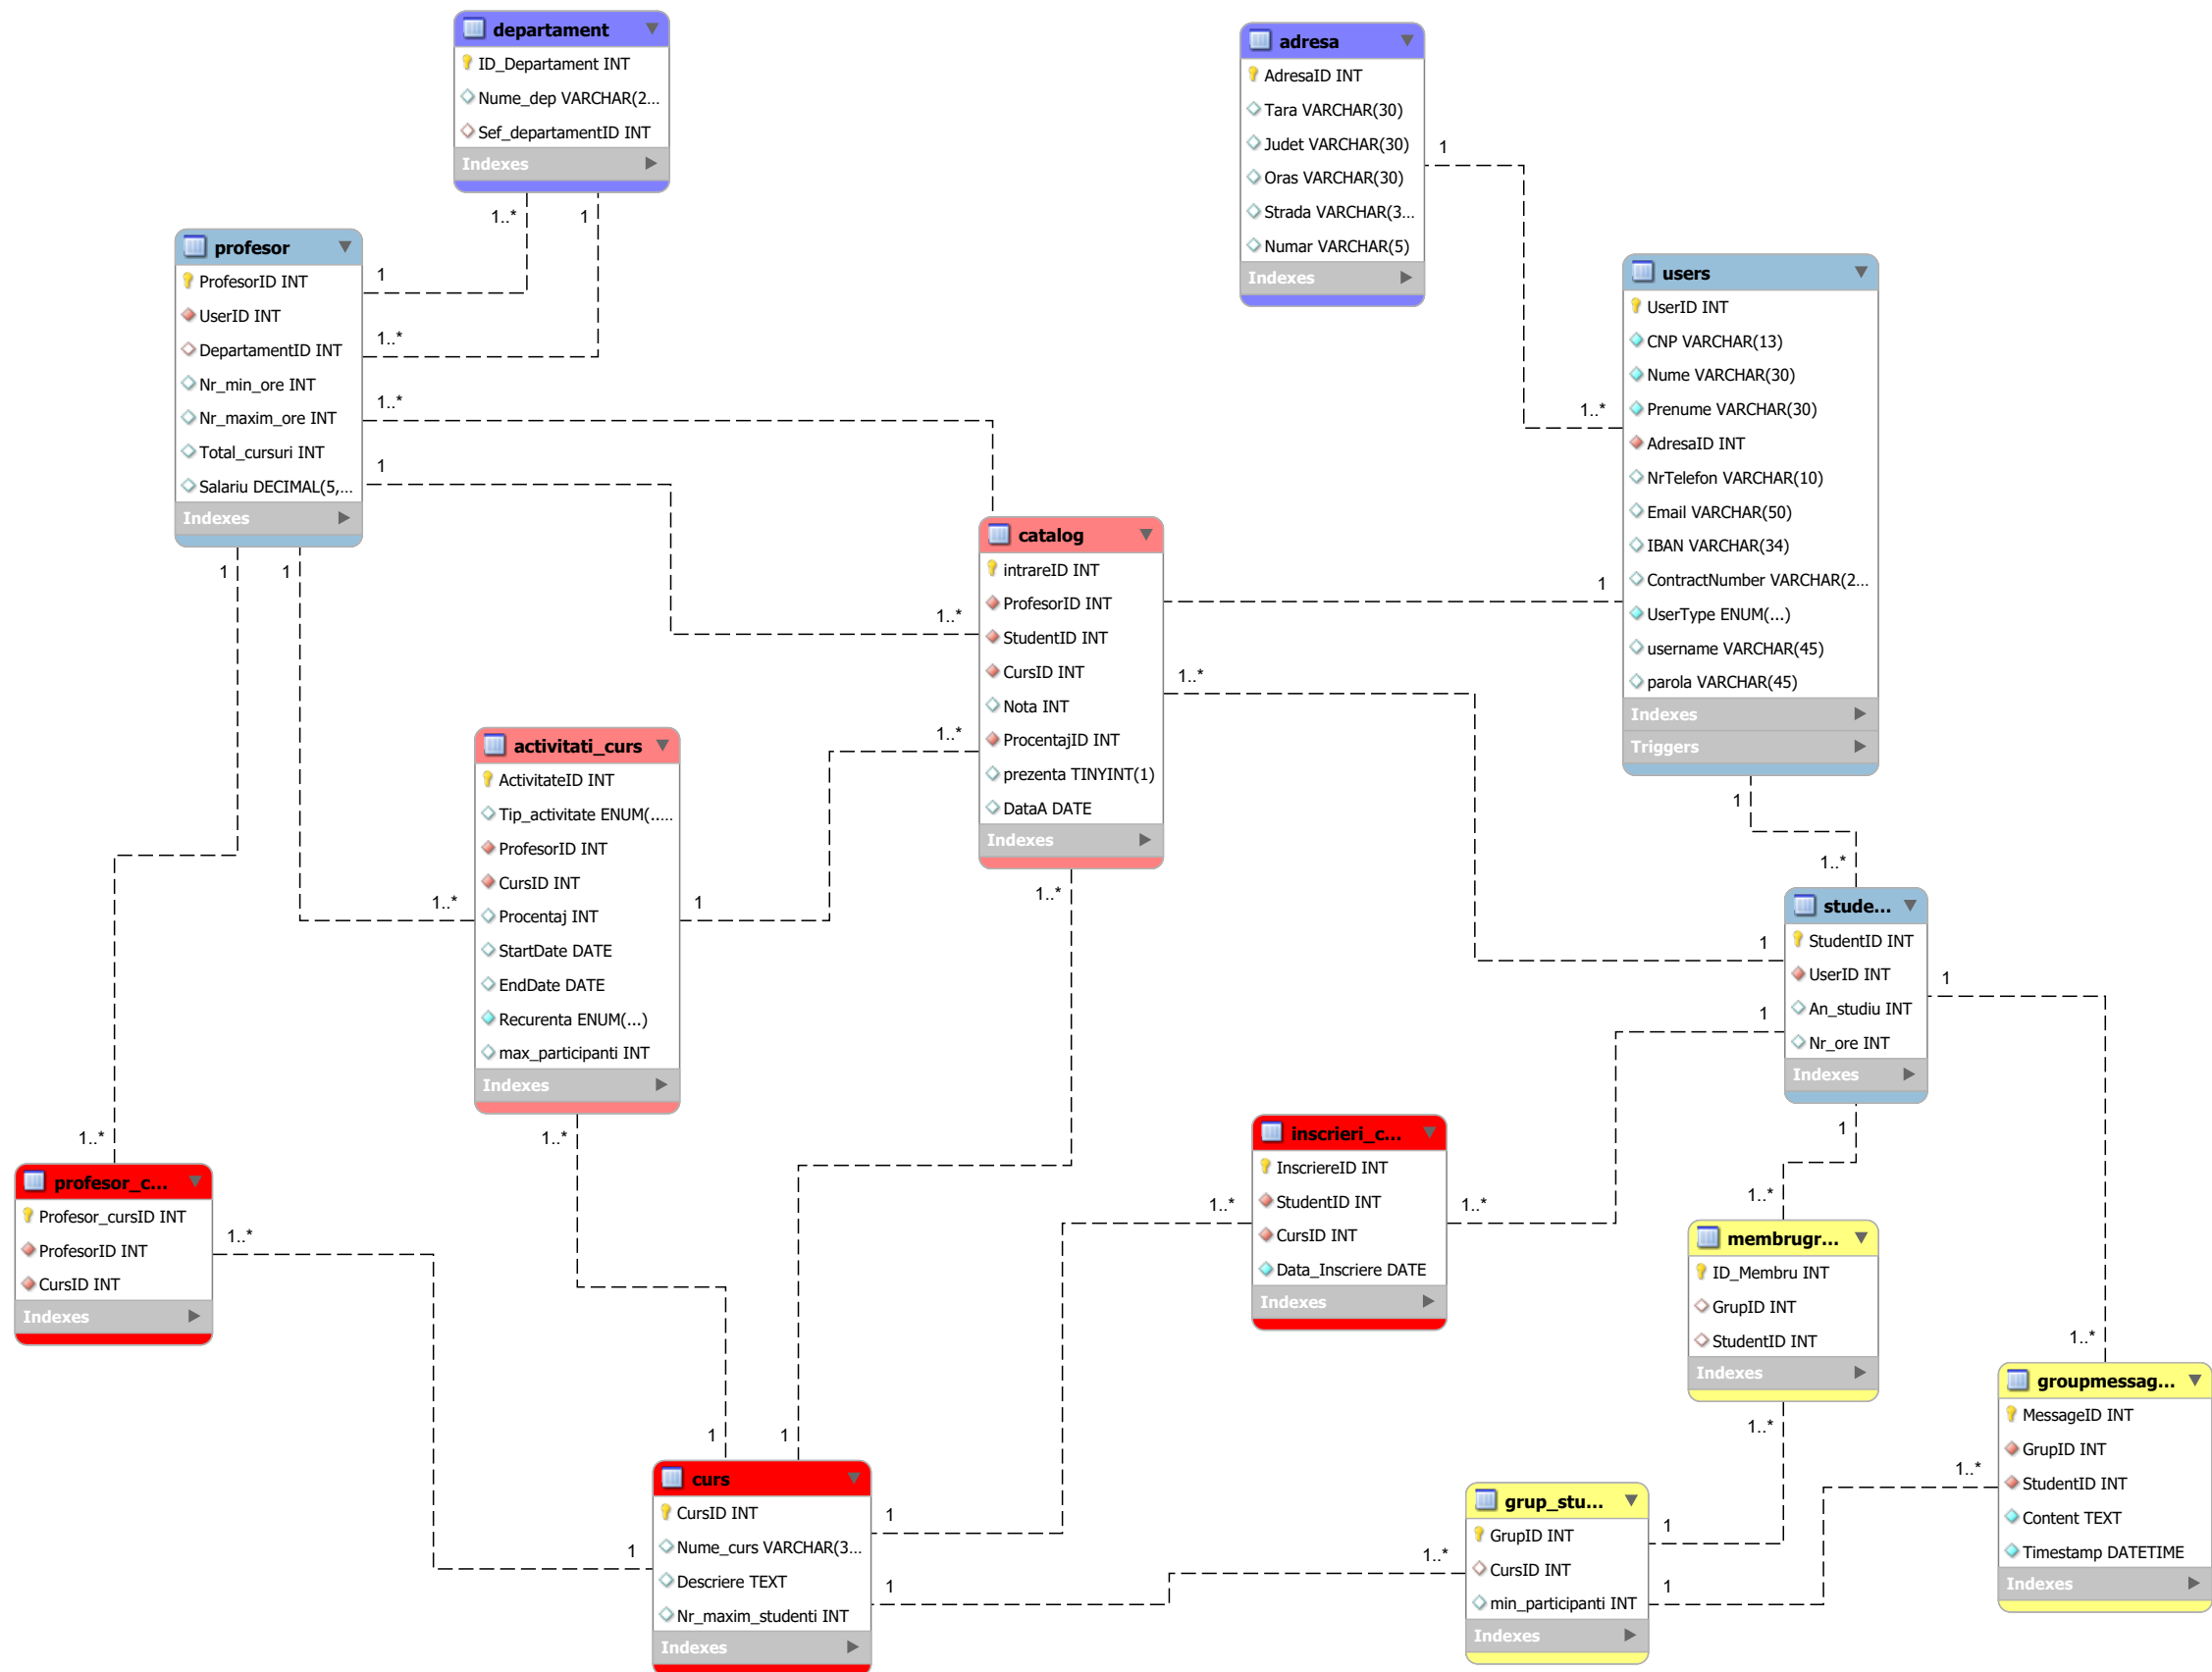 departament
ID_Departament INT
Nume_dep VARCHAR(2...
Sef_departamentID INT
Indexes
1..*
1
adresa
AdresaID INT
Tara VARCHAR(30)
Judet VARCHAR(30)
Oras VARCHAR(30)
Strada VARCHAR(3...
Numar VARCHAR(5)
Indexes
1
1..*
profesor
ProfesorID INT
UserID INT
DepartamentID INT
Nr_min_ore INT
Nr_maxim_ore INT
Total_cursuri INT
Salariu DECIMAL(5,...
Indexes
1
1..*
1..*
1
1
1
users
UserID INT
CNP VARCHAR(13)
Nume VARCHAR(30)
Prenume VARCHAR(30)
AdresaID INT
NrTelefon VARCHAR(10)
Email VARCHAR(50)
IBAN VARCHAR(34)
ContractNumber VARCHAR(2...
UserType ENUM(...)
username VARCHAR(45)
parola VARCHAR(45)
Indexes
Triggers
1
1
1..*
catalog
intrareID INT
ProfesorID INT
StudentID INT
CursID INT
Nota INT
ProcentajID INT
prezenta TINYINT(1)
DataA DATE
Indexes
1..*
1..*
1..*
1..*
activitati_curs
ActivitateID INT
Tip_activitate ENUM(.....
ProfesorID INT
CursID INT
Procentaj INT
StartDate DATE
EndDate DATE
Recurenta ENUM(...)
max_participanti INT
Indexes
1..*
1
1..*
stude...
StudentID INT
UserID INT
An_studiu INT
Nr_ore INT
Indexes
1
1
1
1
profesor_c...
Profesor_cursID INT
ProfesorID INT
CursID INT
Indexes
1..*
1..*
inscrieri_c...
InscriereID INT
StudentID INT
CursID INT
Data_Inscriere DATE
Indexes
1..*
1..*
membrugr...
ID_Membru INT
GrupID INT
StudentID INT
Indexes
1..*
1..*
groupmessag...
MessageID INT
GrupID INT
StudentID INT
Content TEXT
Timestamp DATETIME
Indexes
1..*
1..*
curs
CursID INT
Nume_curs VARCHAR(3...
Descriere TEXT
Nr_maxim_studenti INT
Indexes
1
1
1
1
1
grup_stu...
GrupID INT
CursID INT
min_participanti INT
Indexes
1..*
1
1